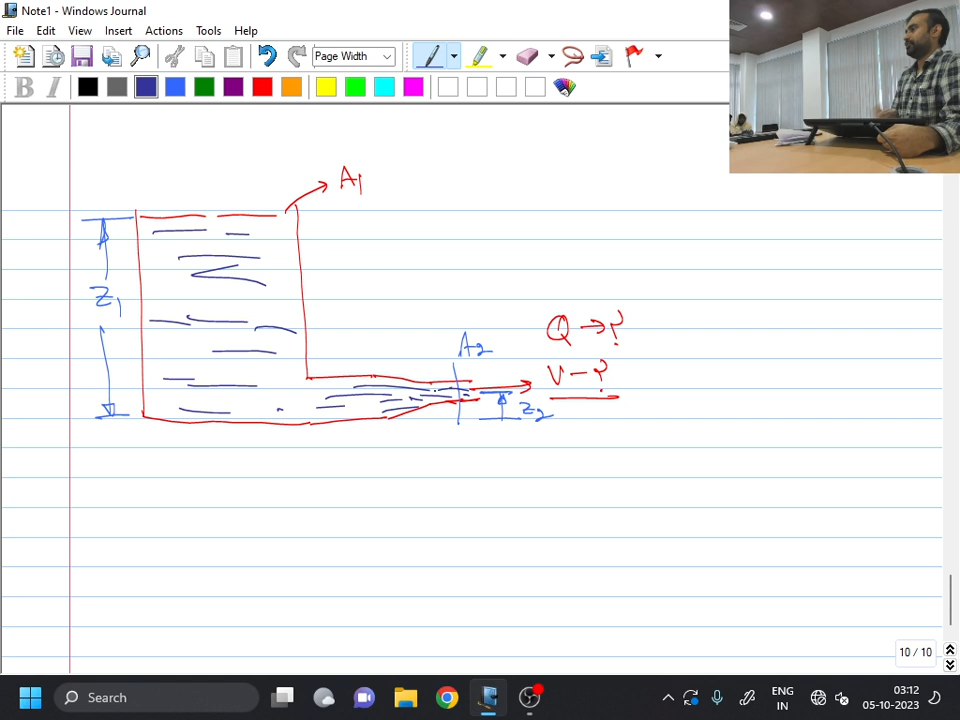 Note1 - Windows Journal
File Edit View Insert Actions Tools Help
Page Width
B I
A1
Z1
A2
Q → ?
V - ?
Z2
10 / 10
Search
ENG
IN
03:12
05-10-2023